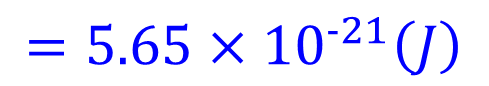 = 5.65 × 10⁻²¹(J)